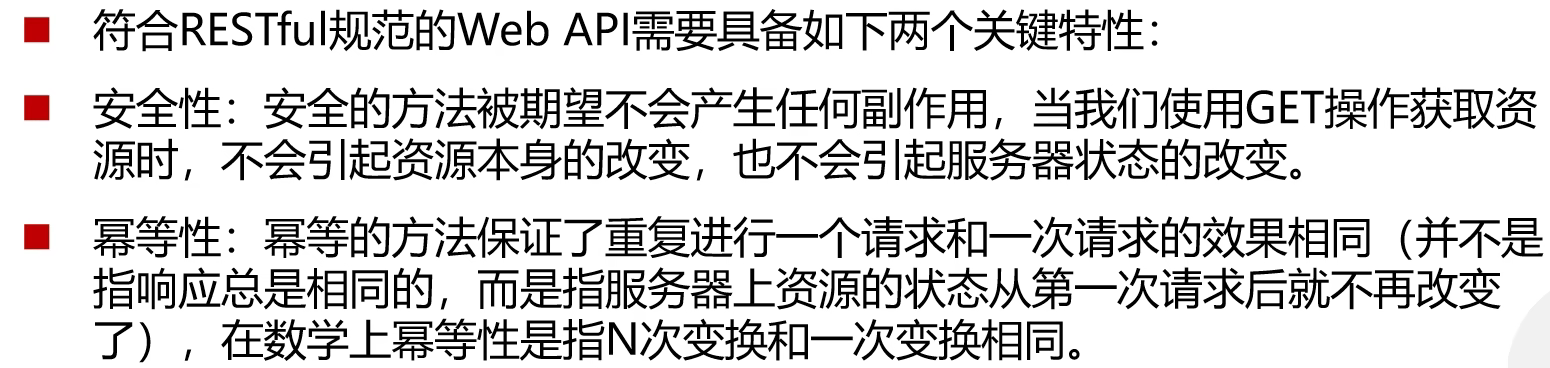 符合RESTful规范的Web API需要具备如下两个关键特性：
安全性：安全的方法被期望不会产生任何副作用，当我们使用GET操作获取资
源时，不会引起资源本身的改变，也不会引起服务器状态的改变。
幂等性：幂等的方法保证了重复进行一个请求和一次请求的效果相同（并不是
指响应总是相同的，而是指服务器上资源的状态从第一次请求后就不再改变
了），在数学上幂等性是指N次变换和一次变换相同。